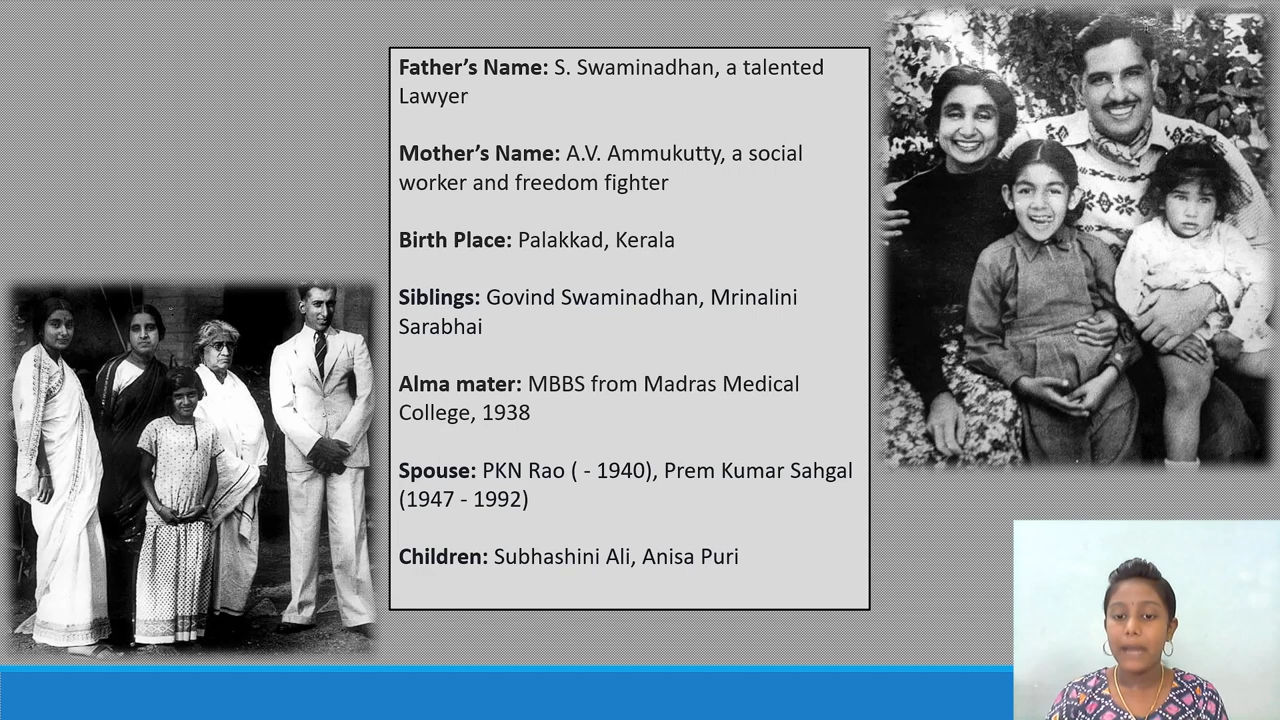 Father’s Name: S. Swaminadhan, a talented
Lawyer
Mother’s Name: A.V. Ammukutty, a social
worker and freedom fighter
Birth Place: Palakkad, Kerala
Siblings: Govind Swaminadhan, Mrinalini
Sarabhai
Alma mater: MBBS from Madras Medical
College, 1938
Spouse: PKN Rao ( - 1940), Prem Kumar Sahgal
(1947 - 1992)
Children: Subhashini Ali, Anisa Puri